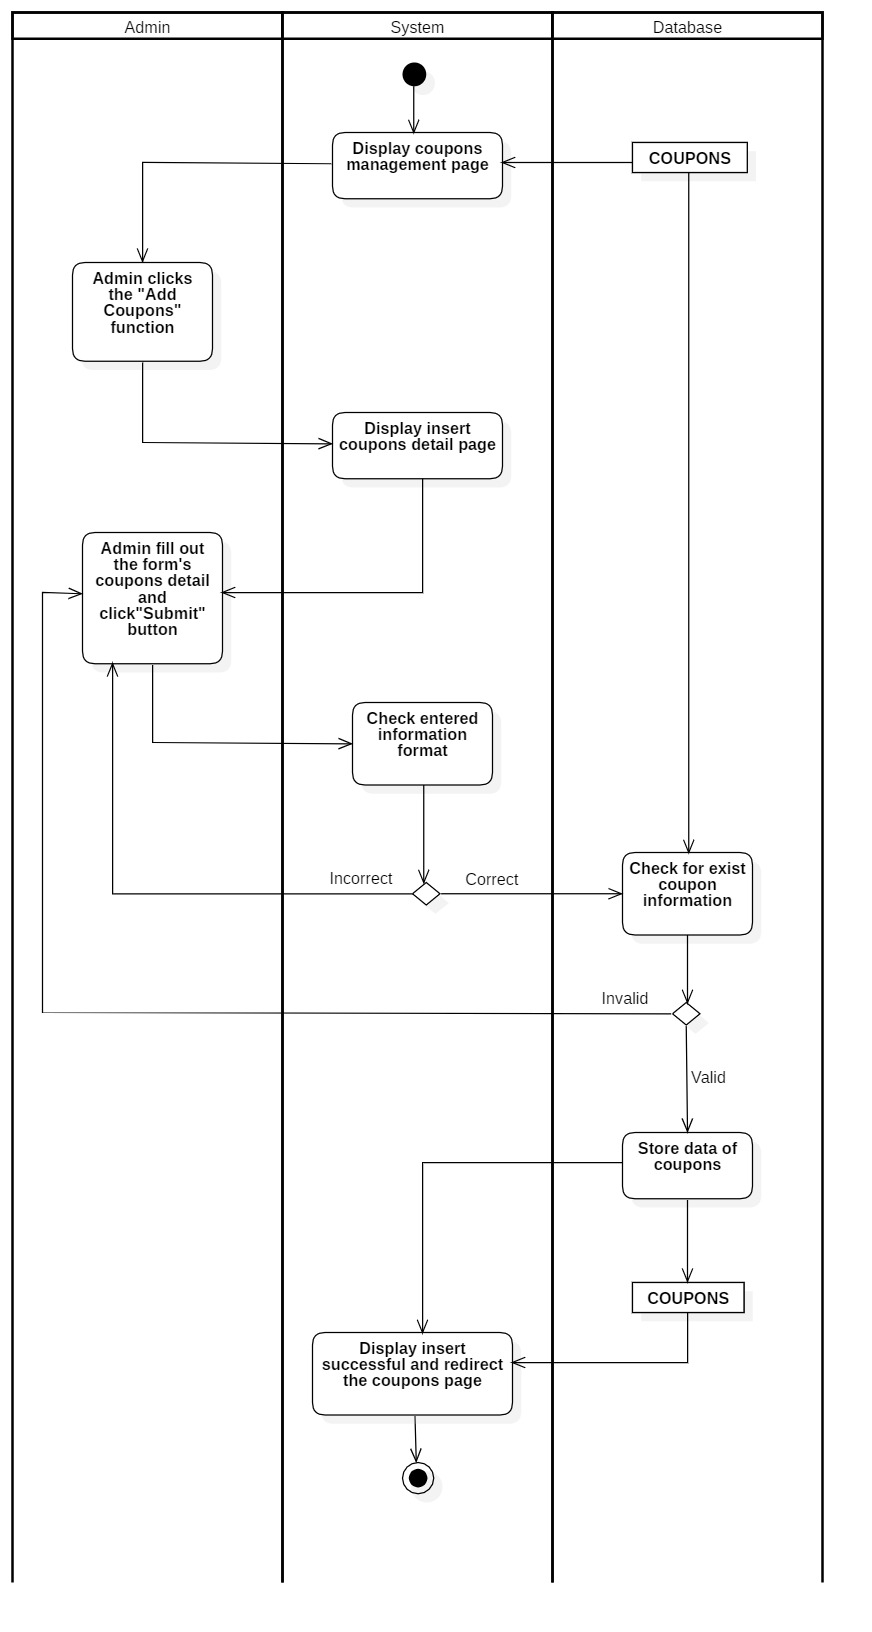 Admin
System
Database
Display coupons
management page
COUPONS
Admin clicks
the "Add
Coupons"
function
Display insert
coupons detail page
Admin fill out
the form's
coupons detail
and
click"Submit"
button
Check entered
information
format
Incorrect
Correct
Check for exist
coupon
information
Invalid
Valid
Store data of
coupons
COUPONS
Display insert
successful and redirect
the coupons page